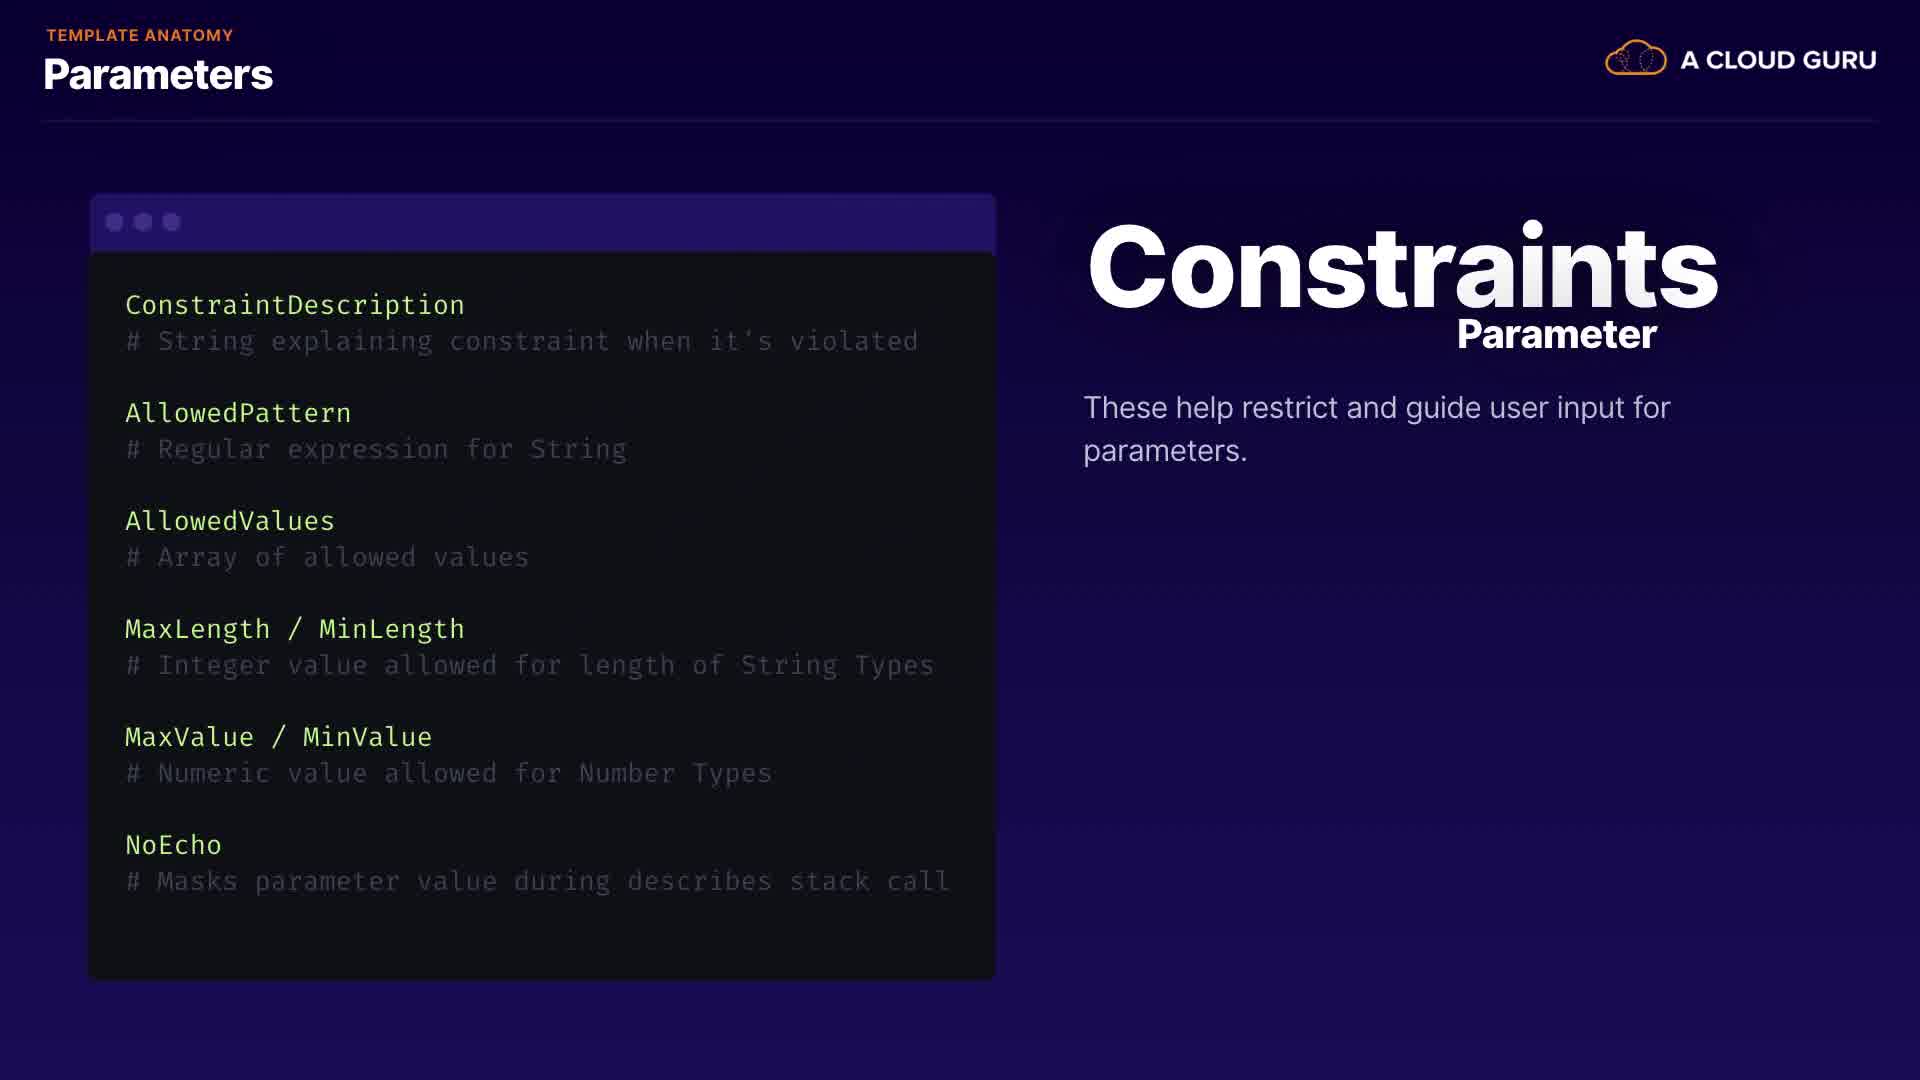 TEMPLATE ANATOMY
Parameters
A CLOUD GURU
ConstraintDescription
# String explaining constraint when it's violated
AllowedPattern
# Regular expression for String
AllowedValues
# Array of allowed values
MaxLength / MinLength
# Integer value allowed for length of String Types
MaxValue / MinValue
# Numeric value allowed for Number Types
NoEcho
# Masks parameter value during describes stack call
Constraints
Parameter
These help restrict and guide user input for
parameters.